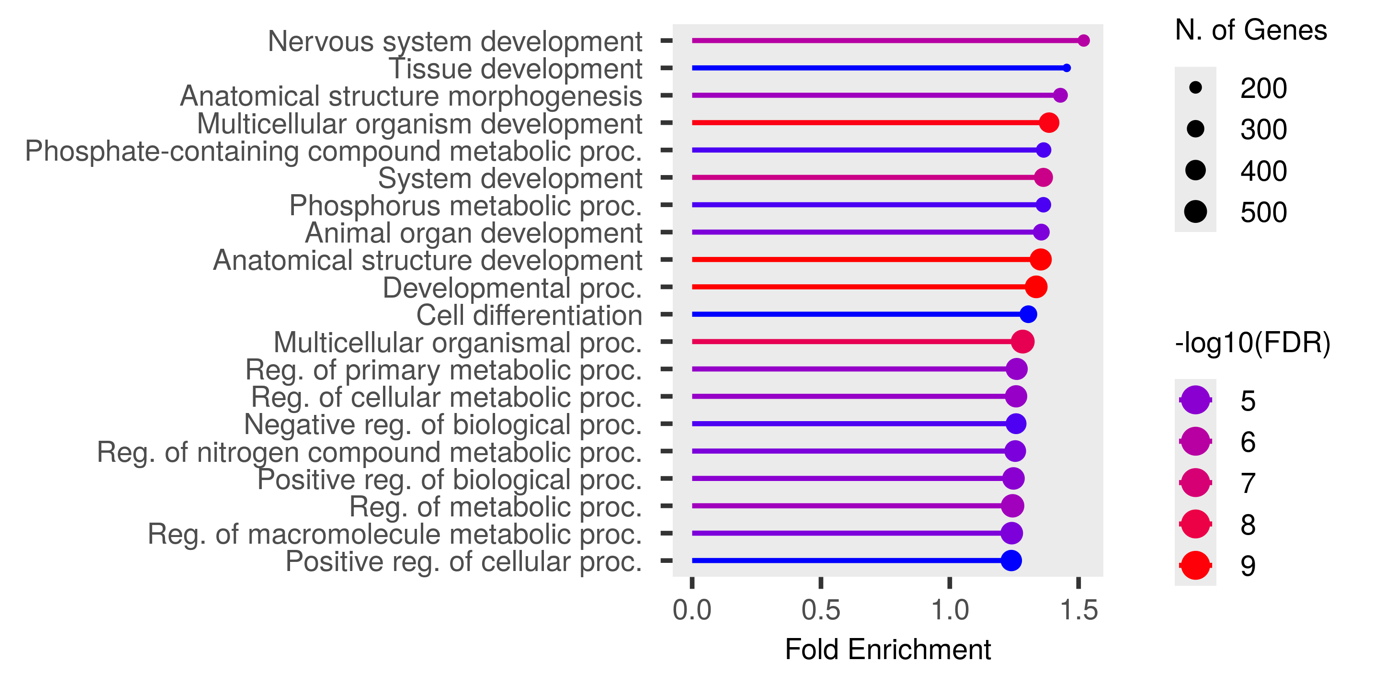 Nervous system development
Tissue development
Anatomical structure morphogenesis
Multicellular organism development
Phosphate-containing compound metabolic proc.
System development
Phosphorus metabolic proc.
Animal organ development
Anatomical structure development
Developmental proc.
Cell differentiation
Multicellular organismal proc.
Reg. of primary metabolic proc.
Reg. of cellular metabolic proc.
Negative reg. of biological proc.
Reg. of nitrogen compound metabolic proc.
Positive reg. of biological proc.
Reg. of metabolic proc.
Reg. of macromolecule metabolic proc.
Positive reg. of cellular proc.
0.0 0.5 1.0 1.5
Fold Enrichment
N. of Genes
200
300
400
500
-log10(FDR)
5
6
7
8
9